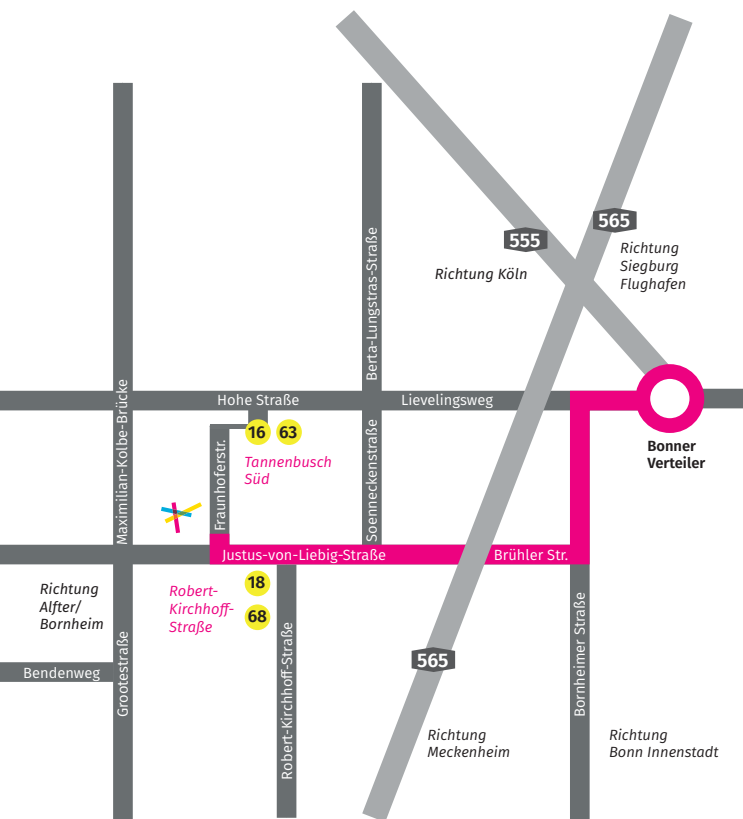 565
555
Richtung
Siegburg
Flughafen
Richtung Köln
Berta-Lungstras-Straße
Maximilian-Kolbe-Brücke
Hohe Straße
Lievelingsweg
16
63
Tannenbusch
Süd
Fraunhoferstr.
Soenneckenstraße
Bonner
Verteiler
Justus-von-Liebig-Straße
Brühler Str.
Richtung
Alfter/
Bornheim
Robert-
Kirchhoff-
Straße
18
68
Grootestraße
Bendenweg
Robert-Kirchhoff-Straße
565
Bornheimer Straße
Richtung
Meckenheim
Richtung
Bonn Innenstadt